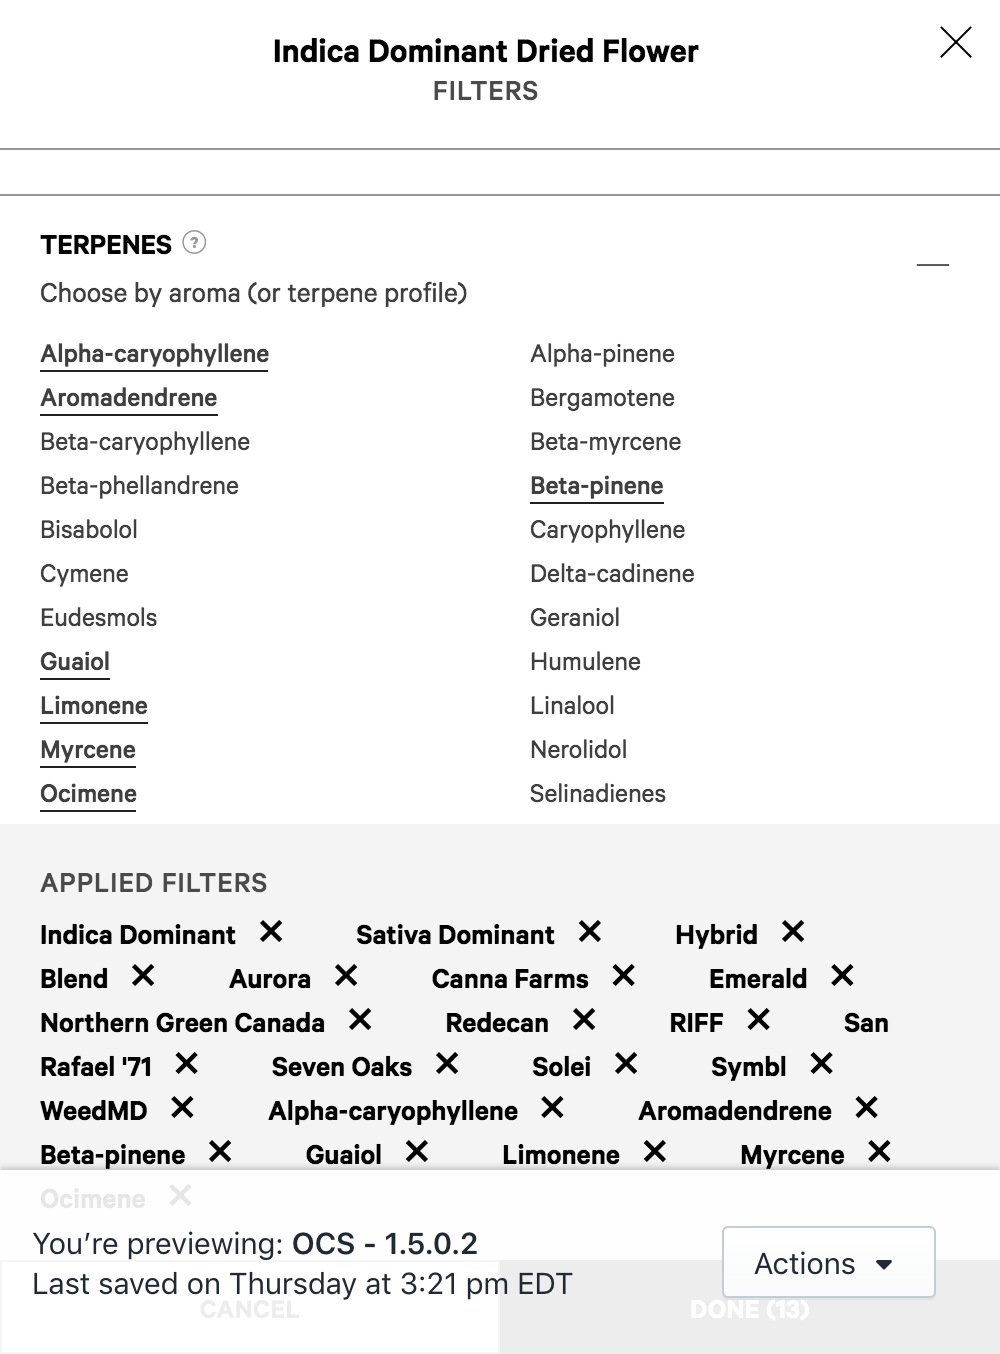 Indica Dominant Dried Flower
FILTERS
TERPENES ?
Choose by aroma (or terpene profile)
Alpha-caryophyllene Alpha-pinene
Aromadendrene Bergamotene
Beta-caryophyllene Beta-myrcene
Beta-phellandrene Beta-pinene
Bisabolol Caryophyllene
Cymene Delta-cadinene
Eudesmols Geraniol
Guaiol Humulene
Limonene Linalool
Myrcene Nerolidol
Ocimene Selinadienes
APPLIED FILTERS
Indica Dominant Sativa Dominant Hybrid
Blend Aurora Canna Farms Emerald
Northern Green Canada Redecan RIFF San
Rafael '71 Seven Oaks Solei Symbl
WeedMD Alpha-caryophyllene Aromadendrene
Beta-pinene Guaiol Limonene Myrcene
Ocimene
You’re previewing: OCS - 1.5.0.2
Last saved on Thursday at 3:21 pm EDT
Actions
CANCEL DONE (13)